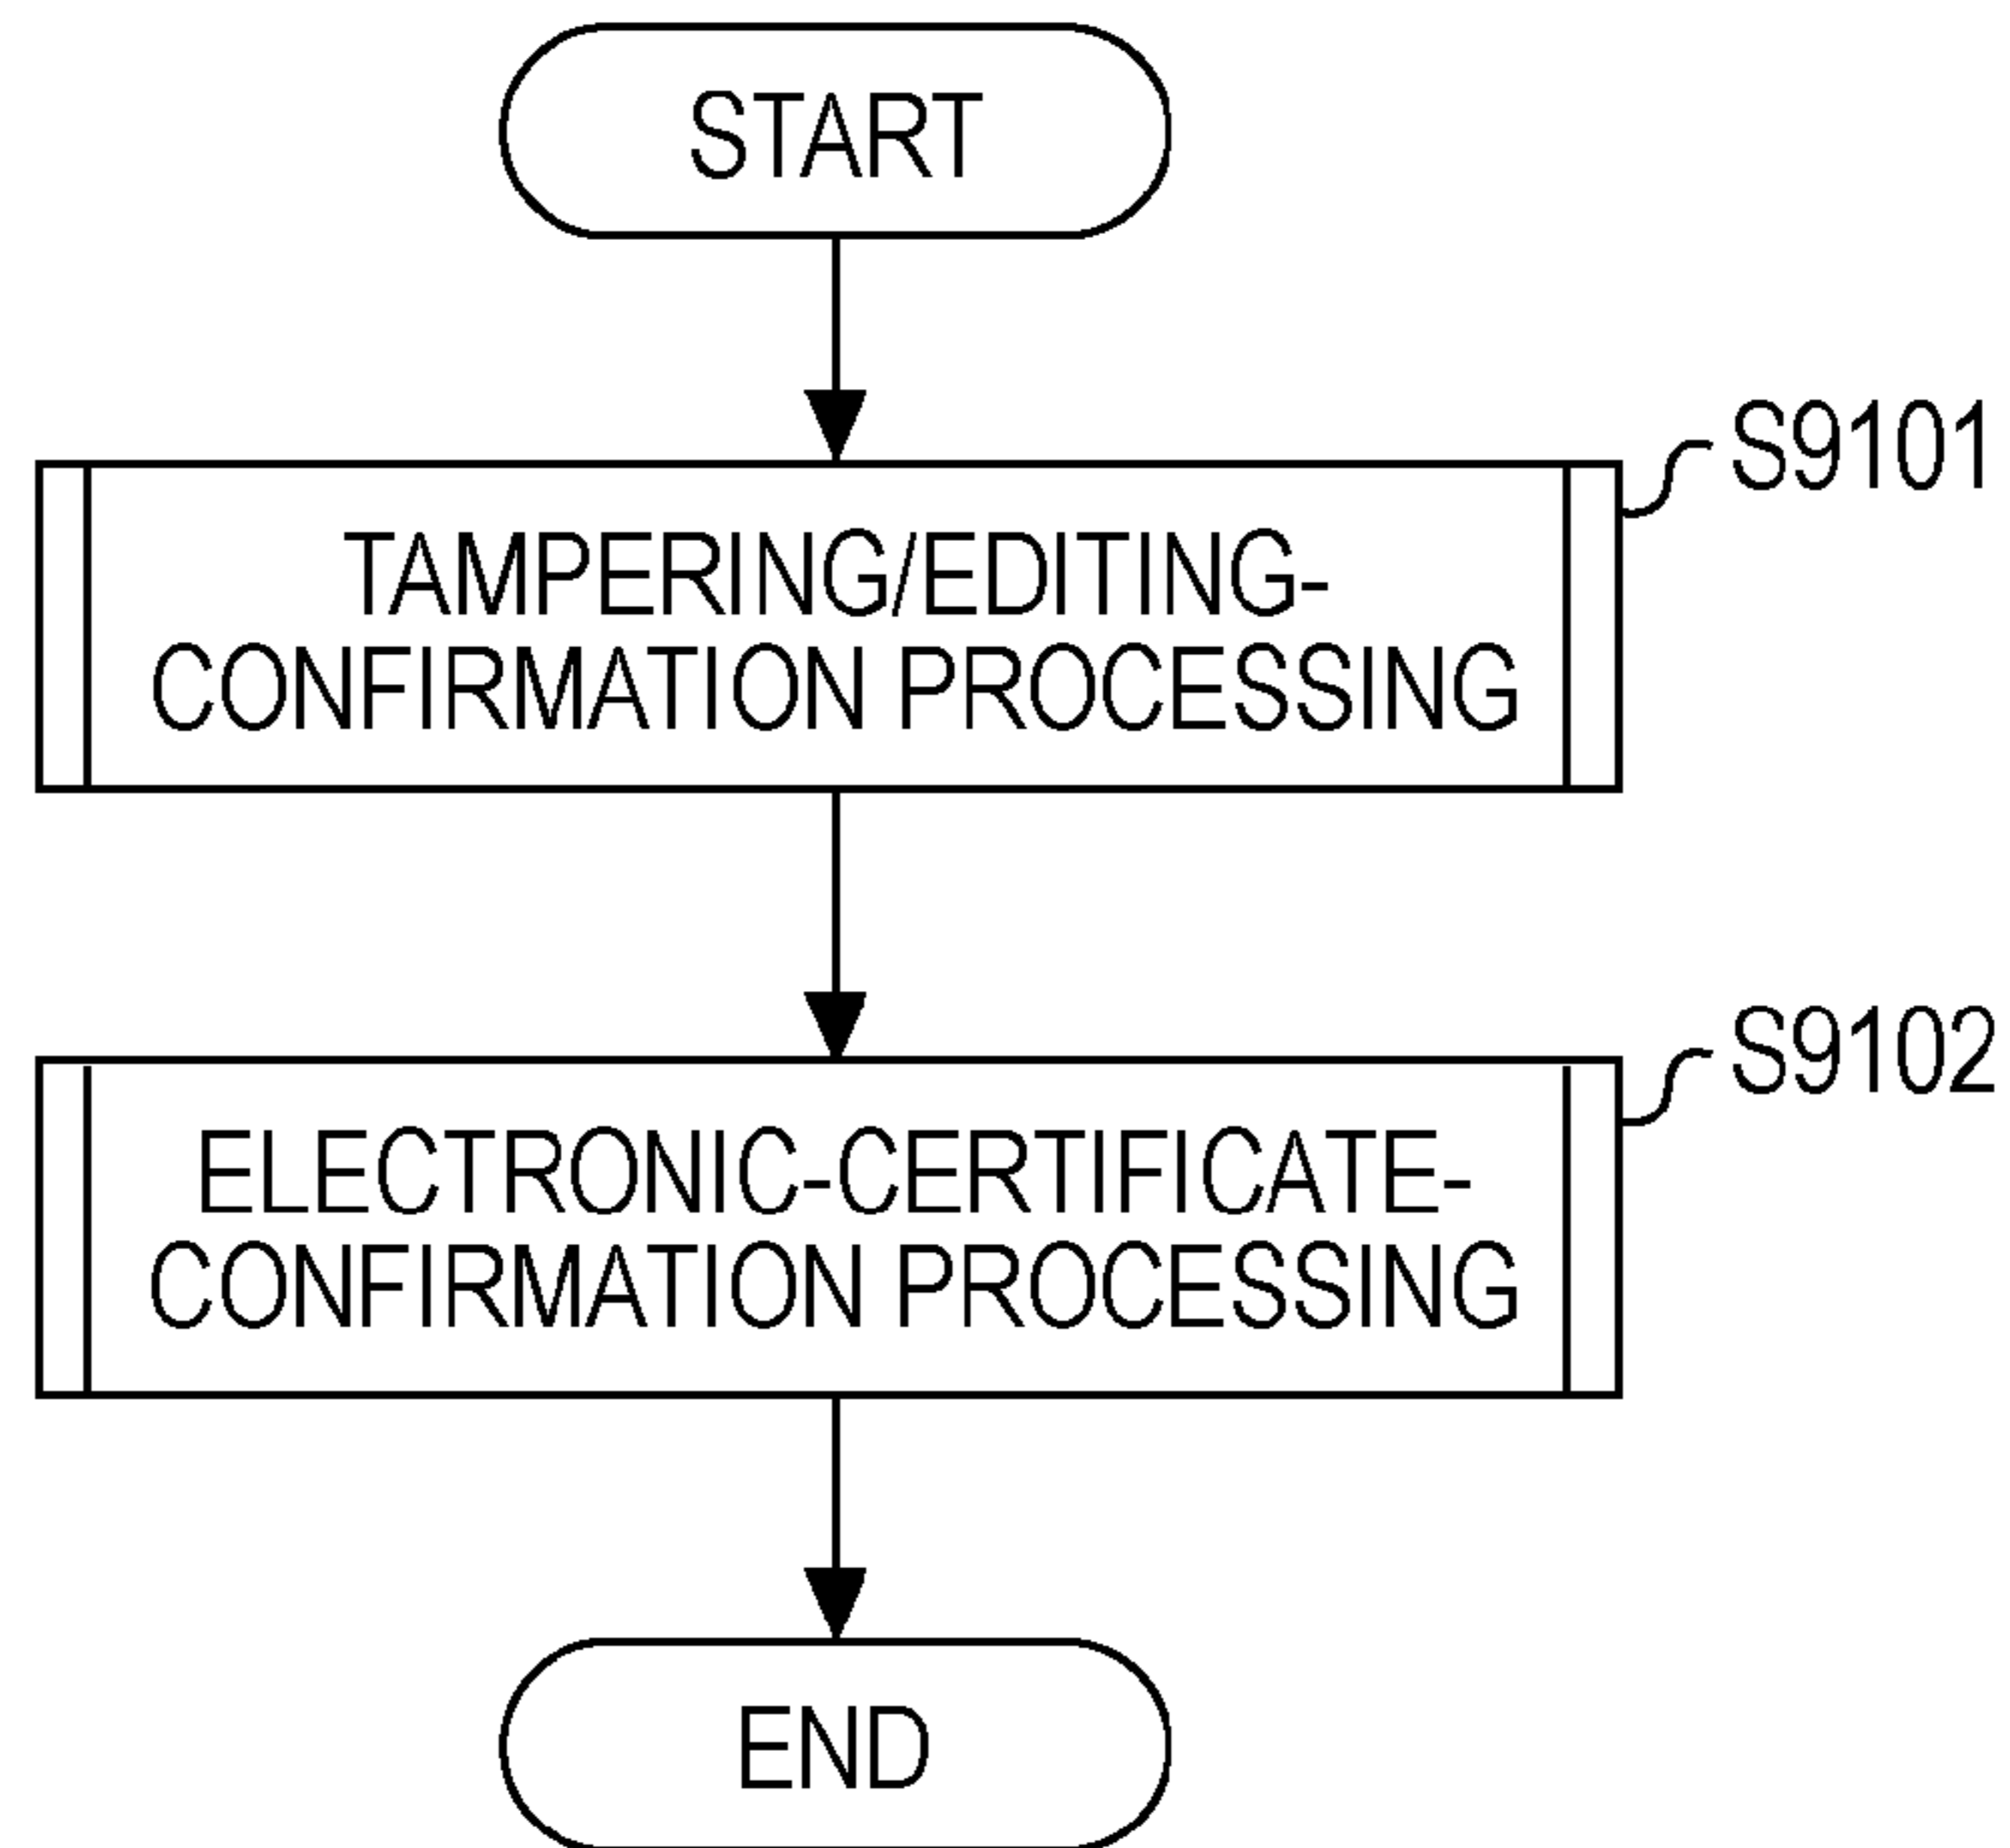 START
S9101
TAMPERING/EDITING-
CONFIRMATION PROCESSING
S9102
ELECTRONIC-CERTIFICATE-
CONFIRMATION PROCESSING
END